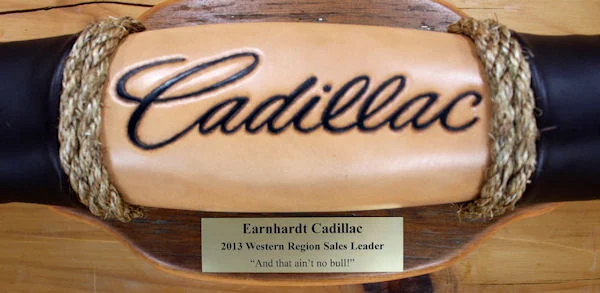 Cadillac
Earnhardt Cadillac
2013 Western Region Sales Leader
"And that ain't no bull!"